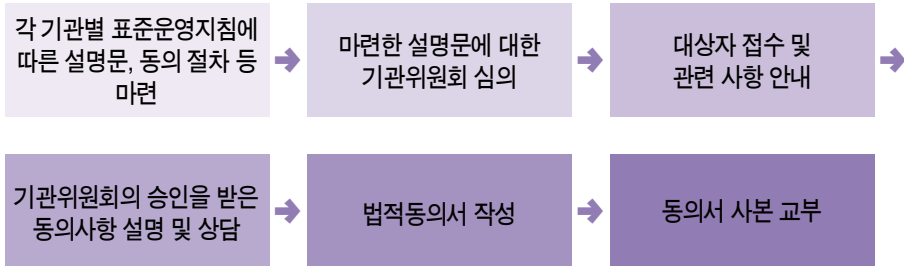 각 기관별 표준운영지침에
따른 설명문, 동의 절차 등
마련
마련한 설명문에 대한
기관위원회 심의
대상자 접수 및
관련 사항 안내
기관위원회의 승인을 받은
동의사항 설명 및 상담
법적동의서 작성
동의서 사본 교부